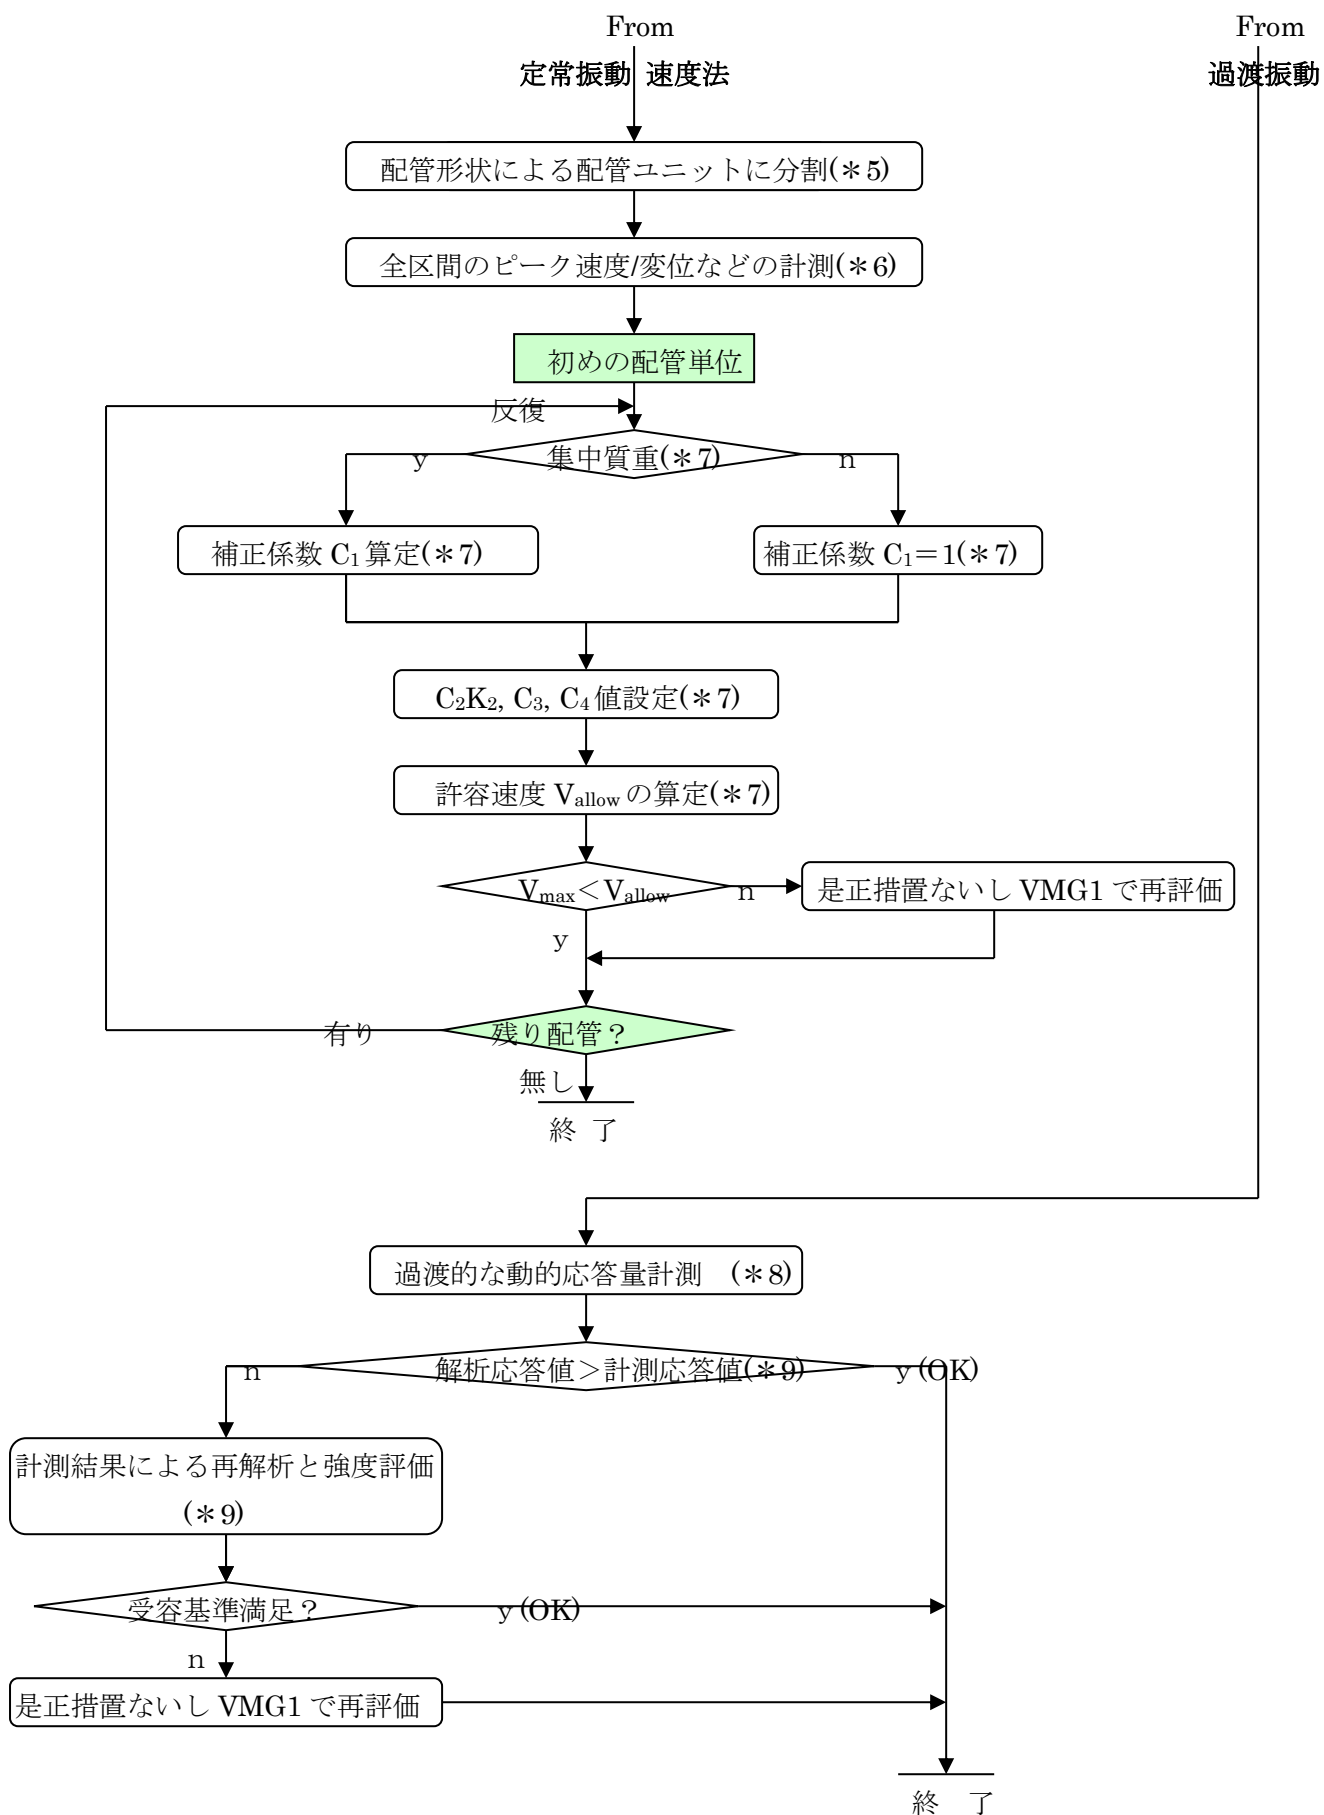 From
From
定常振動 速度法
過渡振動
配管形状による配管ユニットに分割(＊5)
全区間のピーク速度/変位などの計測(＊6)
初めの配管単位
反復
集中質重(＊7)
y
n
補正係数 C₁算定(＊7)
補正係数 C₁＝1(＊7)
C₂K₂, C₃, C₄値設定(＊7)
許容速度 Vallow の算定(＊7)
Vmax＜Vallow
n
是正措置ないし VMG1 で再評価
y
有り
残り配管？
無し
終 了
過渡的な動的応答量計測 (＊8)
n
解析応答値＞計測応答値(＊9)
y (OK)
計測結果による再解析と強度評価
(＊9)
受容基準満足？
y (OK)
n
是正措置ないし VMG1 で再評価
終 了